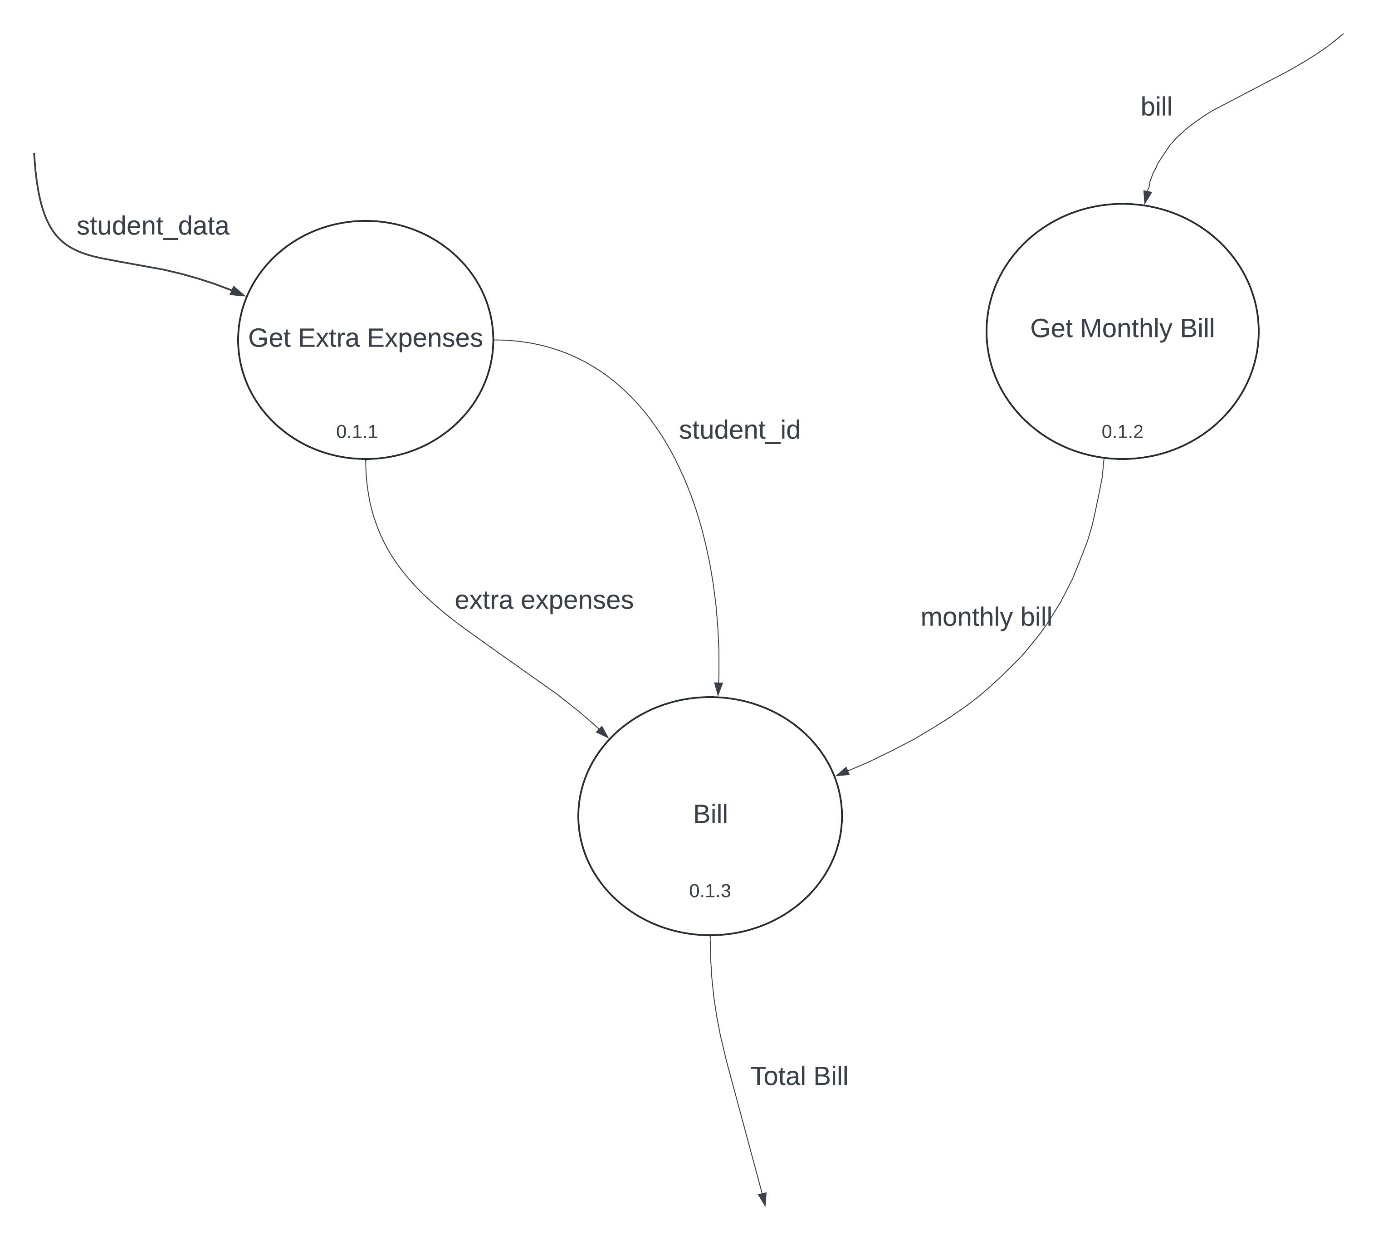 bill
student_data
Get Extra Expenses
0.1.1
Get Monthly Bill
0.1.2
student_id
extra expenses
monthly bill
Bill
0.1.3
Total Bill